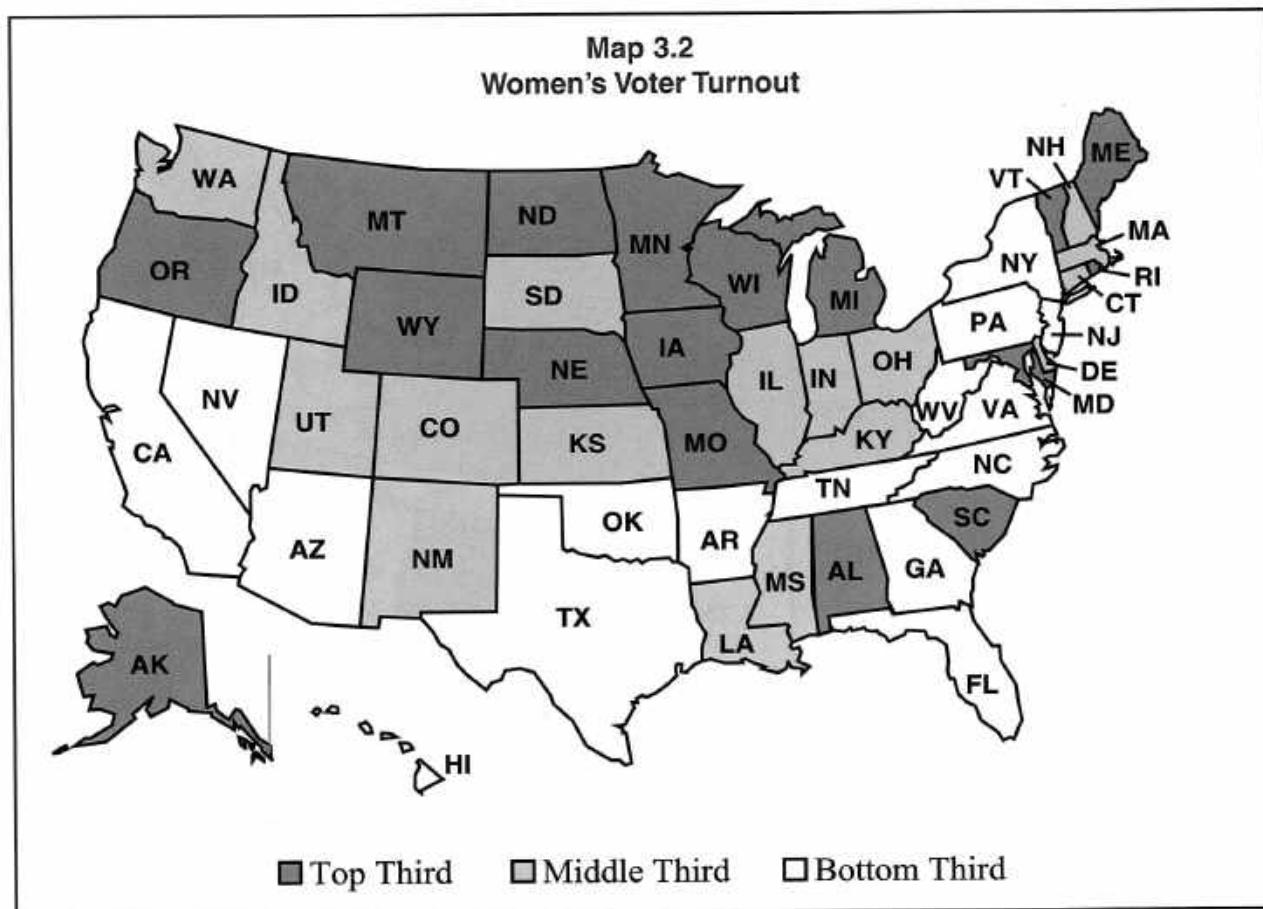 Map 3.2
Women's Voter Turnout
WA
MT
ND
MN
OR
ID
WY
SD
WI
MI
NH
ME
VT
MA
NY
RI
CT
PA
NJ
DE
MD
NE
IA
IL
IN
OH
NV
UT
CO
KS
MO
KY
WV
VA
CA
AZ
NM
OK
AR
TN
NC
SC
MS
AL
GA
TX
LA
FL
AK
HI
Top Third
Middle Third
Bottom Third